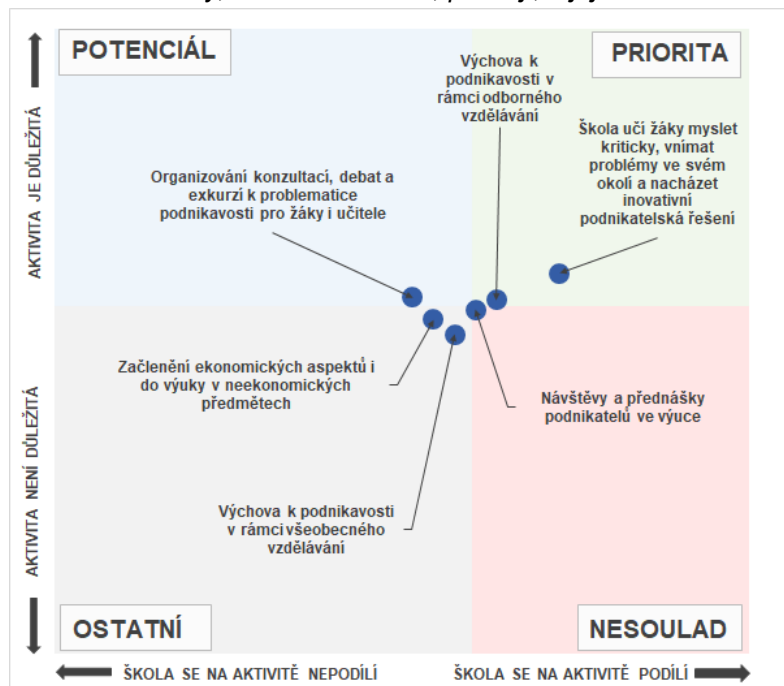 POTENCIÁL
PRIORITA
Výchova k
podnikavosti v
rámci odborného
vzdělávání
Škola učí žáky myslet
kriticky, vnímat
problémy ve svém
okolí a nacházet
inovativní
podnikatelská řešení
Organizování konzultací, debat a
exkurzí k problematice
podnikavosti pro žáky i učitele
AKTIVITA JE DŮLEŽITÁ
Začlenění ekonomických aspektů i
do výuky v neekonomických
předmětech
Návštěvy a přednášky
podnikatelů ve výuce
Výchova k podnikavosti
v rámci všeobecného
vzdělávání
AKTIVITA NENÍ DŮLEŽITÁ
OSTATNÍ
NESOULAD
ŠKOLA SE NA AKTIVITĚ NEPODÍLÍ
ŠKOLA SE NA AKTIVITĚ PODÍLÍ